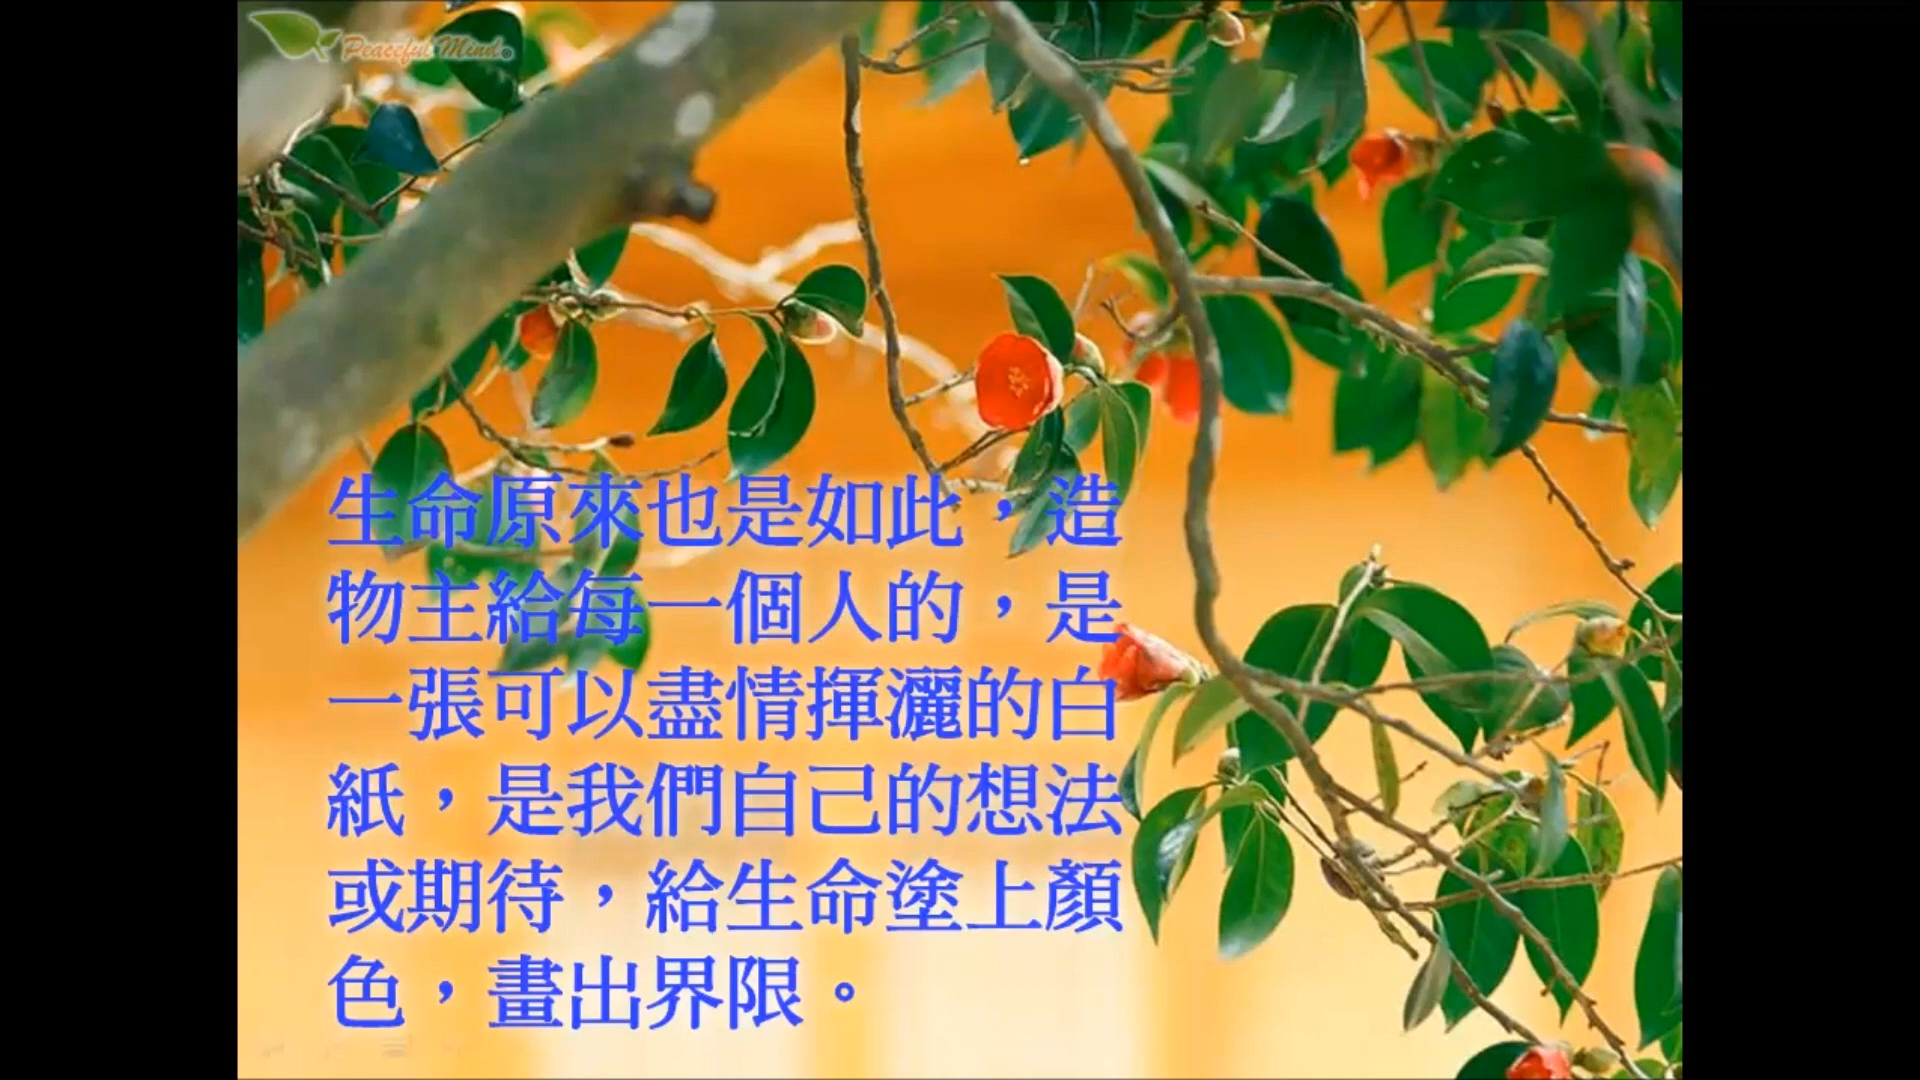 Peaceful Mind
生命原來也是如此，造
物主給每一個人的，是
一張可以盡情揮灑的白
紙，是我們自己的想法
或期待，給生命塗上顏
色，畫出界限。